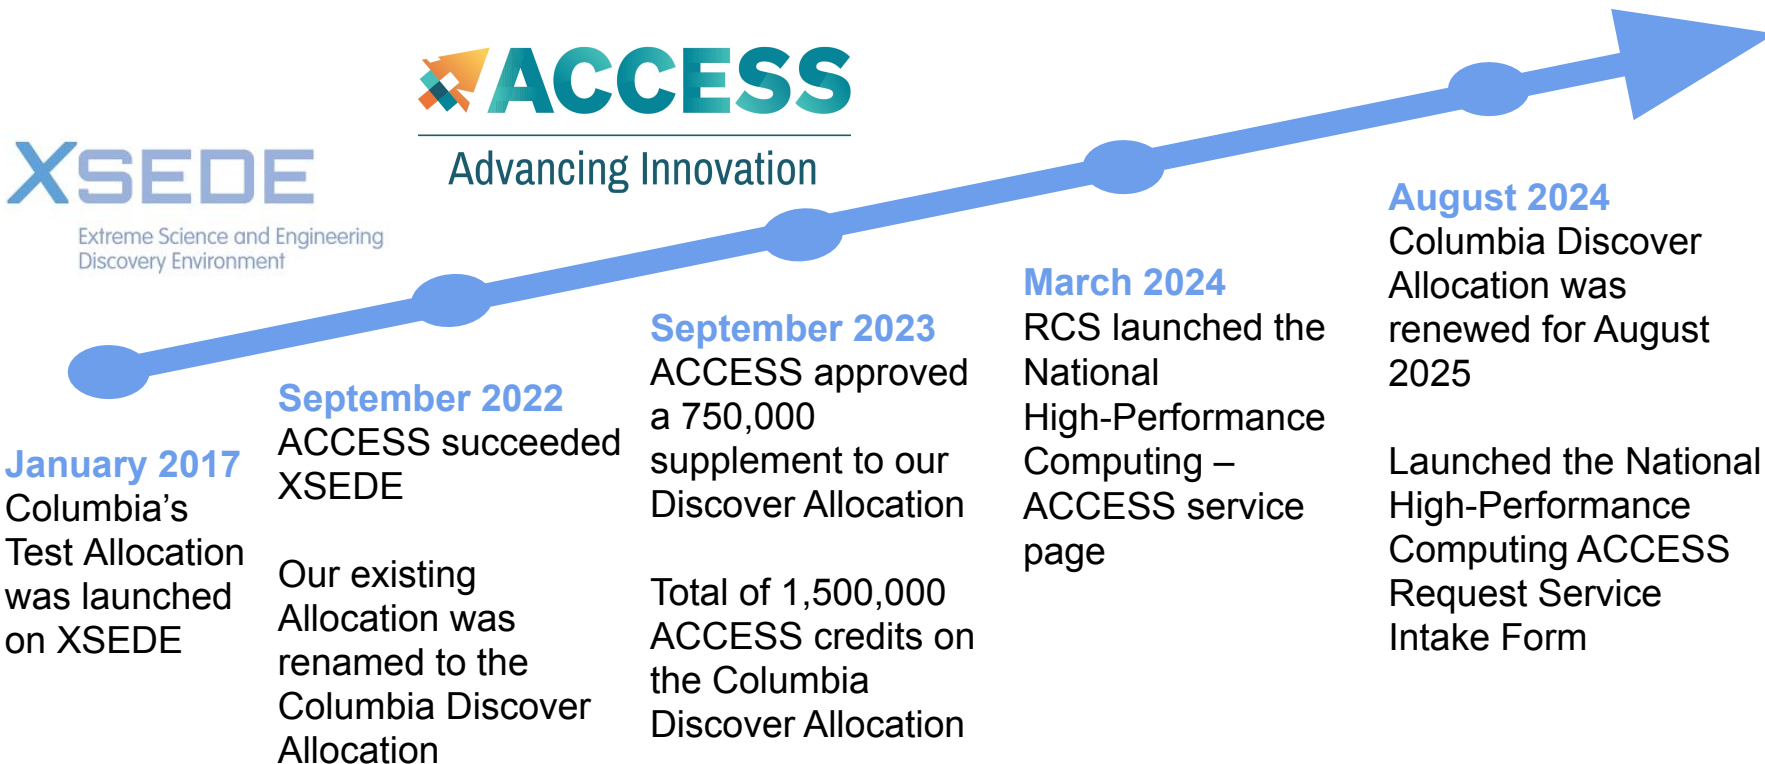 XSEDE
Extreme Science and Engineering
Discovery Environment
ACCESS
Advancing Innovation
January 2017
Columbia’s
Test Allocation
was launched
on XSEDE
September 2022
ACCESS succeeded
XSEDE
Our existing
Allocation was
renamed to the
Columbia Discover
Allocation
September 2023
ACCESS approved
a 750,000
supplement to our
Discover Allocation
Total of 1,500,000
ACCESS credits on
the Columbia
Discover Allocation
March 2024
RCS launched the
National
High-Performance
Computing –
ACCESS service
page
August 2024
Columbia Discover
Allocation was
renewed for August
2025
Launched the National
High-Performance
Computing ACCESS
Request Service
Intake Form